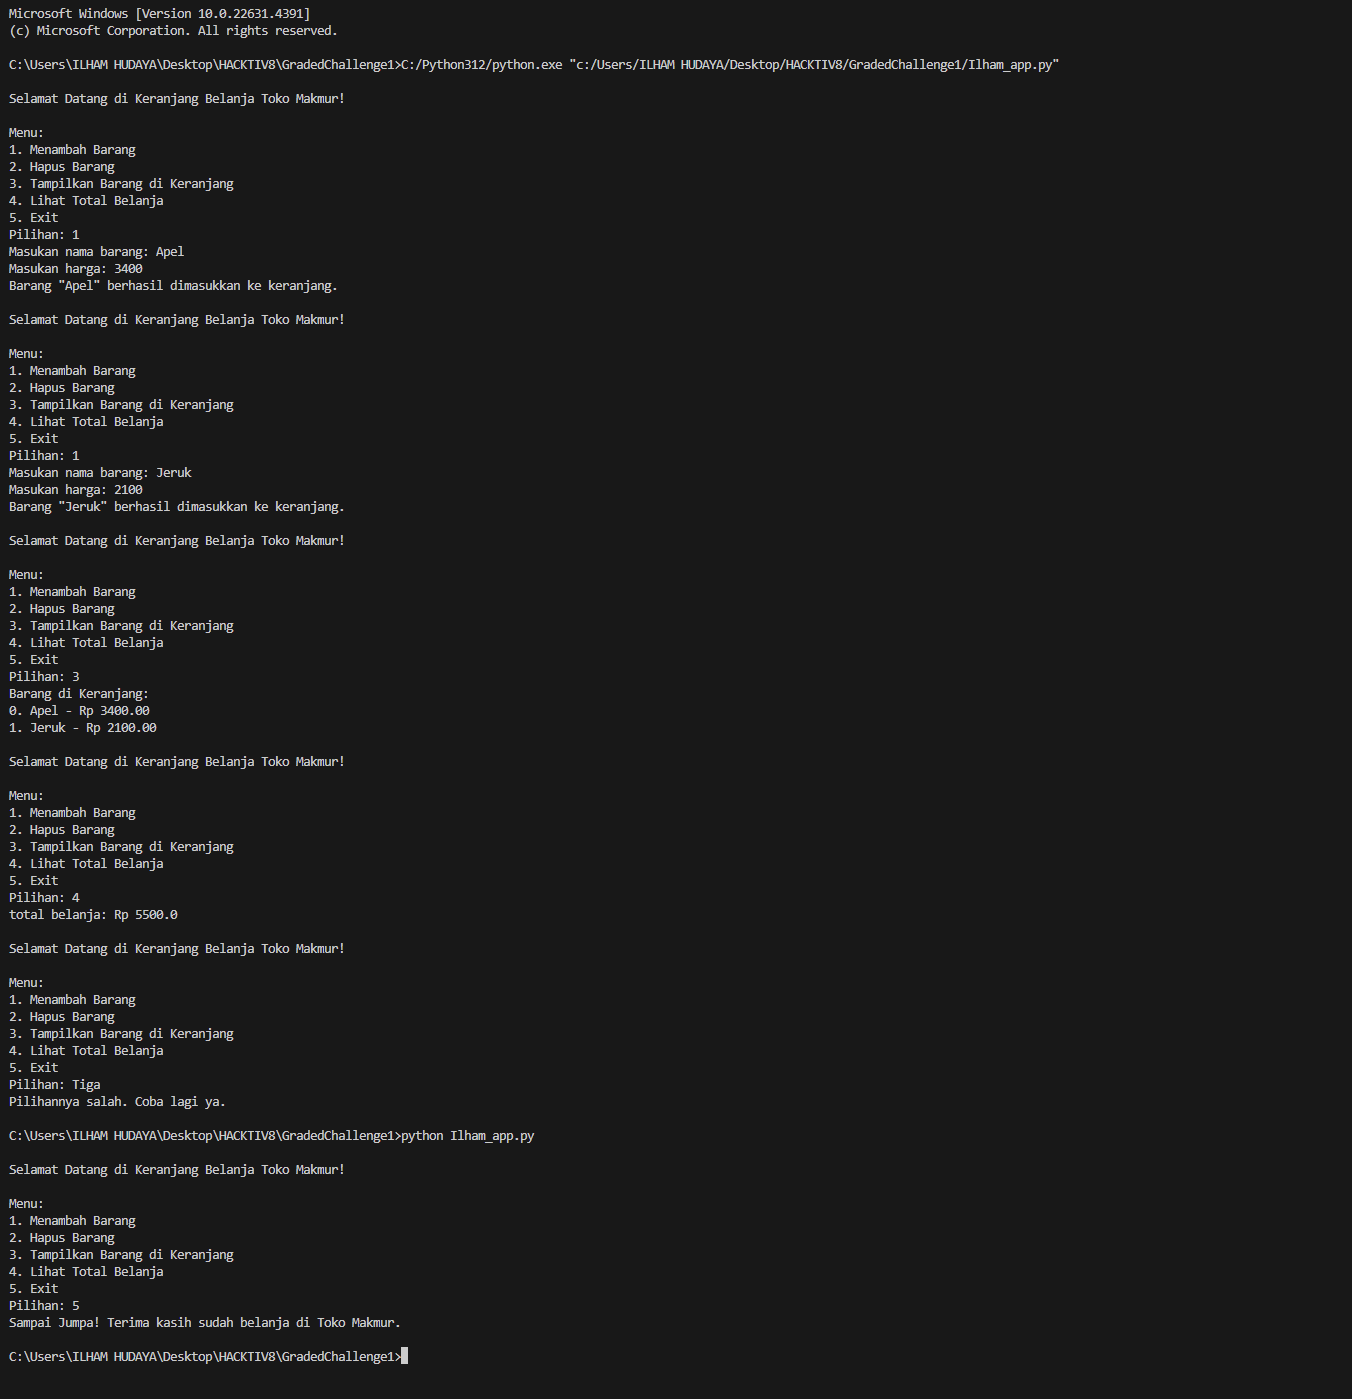 Microsoft Windows [Version 10.0.22631.4391]
(c) Microsoft Corporation. All rights reserved.
C:\Users\ILHAM HUDAYA\Desktop\HACKTIV8\GradedChallenge1>C:/Python312/python.exe "c:/Users/ILHAM HUDAYA/Desktop/HACKTIV8/GradedChallenge1/Ilham_app.py"
Selamat Datang di Keranjang Belanja Toko Makmur!
Menu:
1. Menambah Barang
2. Hapus Barang
3. Tampilkan Barang di Keranjang
4. Lihat Total Belanja
5. Exit
Pilihan: 1
Masukan nama barang: Apel
Masukan harga: 3400
Barang "Apel" berhasil dimasukkan ke keranjang.
Selamat Datang di Keranjang Belanja Toko Makmur!
Menu:
1. Menambah Barang
2. Hapus Barang
3. Tampilkan Barang di Keranjang
4. Lihat Total Belanja
5. Exit
Pilihan: 1
Masukan nama barang: Jeruk
Masukan harga: 2100
Barang "Jeruk" berhasil dimasukkan ke keranjang.
Selamat Datang di Keranjang Belanja Toko Makmur!
Menu:
1. Menambah Barang
2. Hapus Barang
3. Tampilkan Barang di Keranjang
4. Lihat Total Belanja
5. Exit
Pilihan: 3
Barang di Keranjang:
0. Apel - Rp 3400.00
1. Jeruk - Rp 2100.00
Selamat Datang di Keranjang Belanja Toko Makmur!
Menu:
1. Menambah Barang
2. Hapus Barang
3. Tampilkan Barang di Keranjang
4. Lihat Total Belanja
5. Exit
Pilihan: 4
total belanja: Rp 5500.0
Selamat Datang di Keranjang Belanja Toko Makmur!
Menu:
1. Menambah Barang
2. Hapus Barang
3. Tampilkan Barang di Keranjang
4. Lihat Total Belanja
5. Exit
Pilihan: Tiga
Pilihannya salah. Coba lagi ya.
C:\Users\ILHAM HUDAYA\Desktop\HACKTIV8\GradedChallenge1>python Ilham_app.py
Selamat Datang di Keranjang Belanja Toko Makmur!
Menu:
1. Menambah Barang
2. Hapus Barang
3. Tampilkan Barang di Keranjang
4. Lihat Total Belanja
5. Exit
Pilihan: 5
Sampai Jumpa! Terima kasih sudah belanja di Toko Makmur.
C:\Users\ILHAM HUDAYA\Desktop\HACKTIV8\GradedChallenge1>